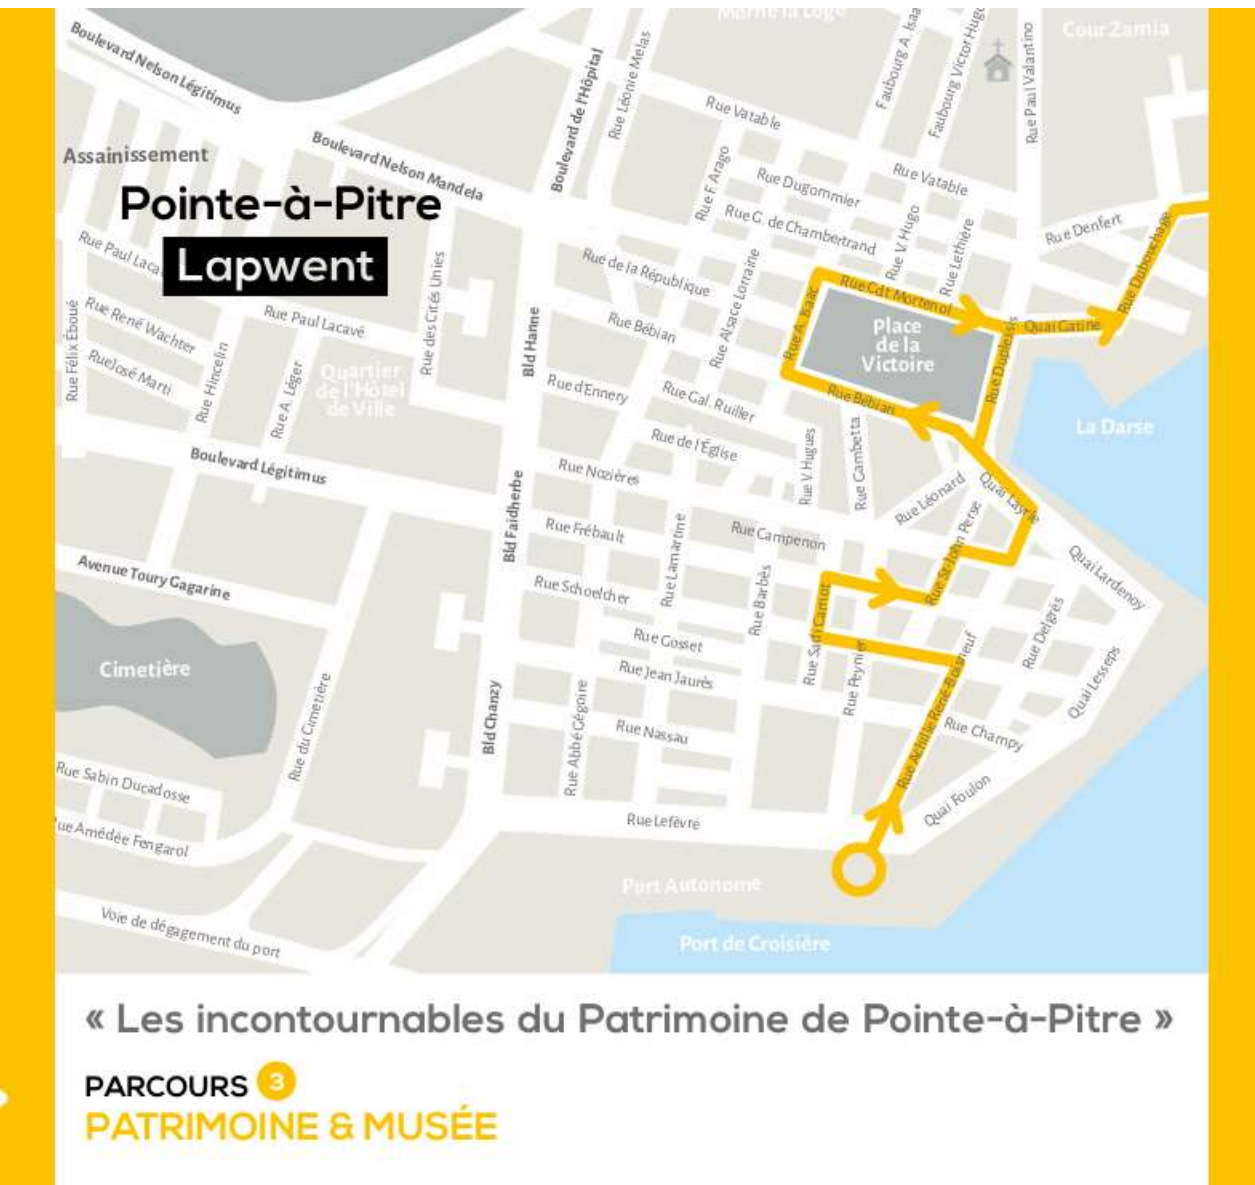 Morne la Loge
Cour Zamia
Boulevard Nelson Légitimus
Boulevard de l'Hôpital
Rue Léonie Melas
Faubourg A. Isaa
Faubourg Victor Hugo
Rue Paul Valantino
Rue Vatable
Assainissement
Boulevard Nelson Mandela
Rue F. Arago
Rue Dugommier
Rue Vatable
Pointe-à-Pitre
Lapwent
Rue G. de Chambertrand
Rue V. Hugo
Rue Lethière
Rue Denfert
Rue Dubouchage
Rue Paul Laca
Rue des Cités Unies
Rue de la République
Rue Alsace Lorraine
Rue A. Isaac
Rue Cdt Mortenol
Quai Gatine
Rue Félix Éboué
Rue René Wachter
Rue Paul Lacavé
Bld Hanne
Rue Bébian
Place
de la
Victoire
Rue Duplessis
RueJosé Marti
Rue Hincelin
Rue A. Léger
Quartier
de l'Hôtel
de Ville
Rue d'Ennery
Rue Gal. Ruiller
Rue Bébian
La Darse
Rue de l'Église
Rue V. Hugues
Rue Gambetta
Boulevard Légitimus
Rue Nozières
Rue Léonard
Quai Layrle
Bld Faidherbe
Rue Frébault
Rue Lamartine
Rue Campenon
Rue St John Perse
Quai Lardenoy
Avenue Toury Gagarine
Rue Schoelcher
Rue Barbès
Rue Sadi Carnot
Rue Delgrès
Rue Gosset
Rue Peynier
Rue Achille René Boisneuf
Quai Lesseps
Cimetière
Rue Jean Jaurès
Rue du Cimetière
Bld Chanzy
Rue Abbé Gégoire
Rue Nassau
Rue Champy
Rue Sabin Ducadosse
Quai Foulon
ue Amédée Fengarol
Rue Lefèvre
Port Autonome
Voie de dégagement du port
Port de Croisière
« Les incontournables du Patrimoine de Pointe-à-Pitre »
PARCOURS 3
PATRIMOINE & MUSÉE